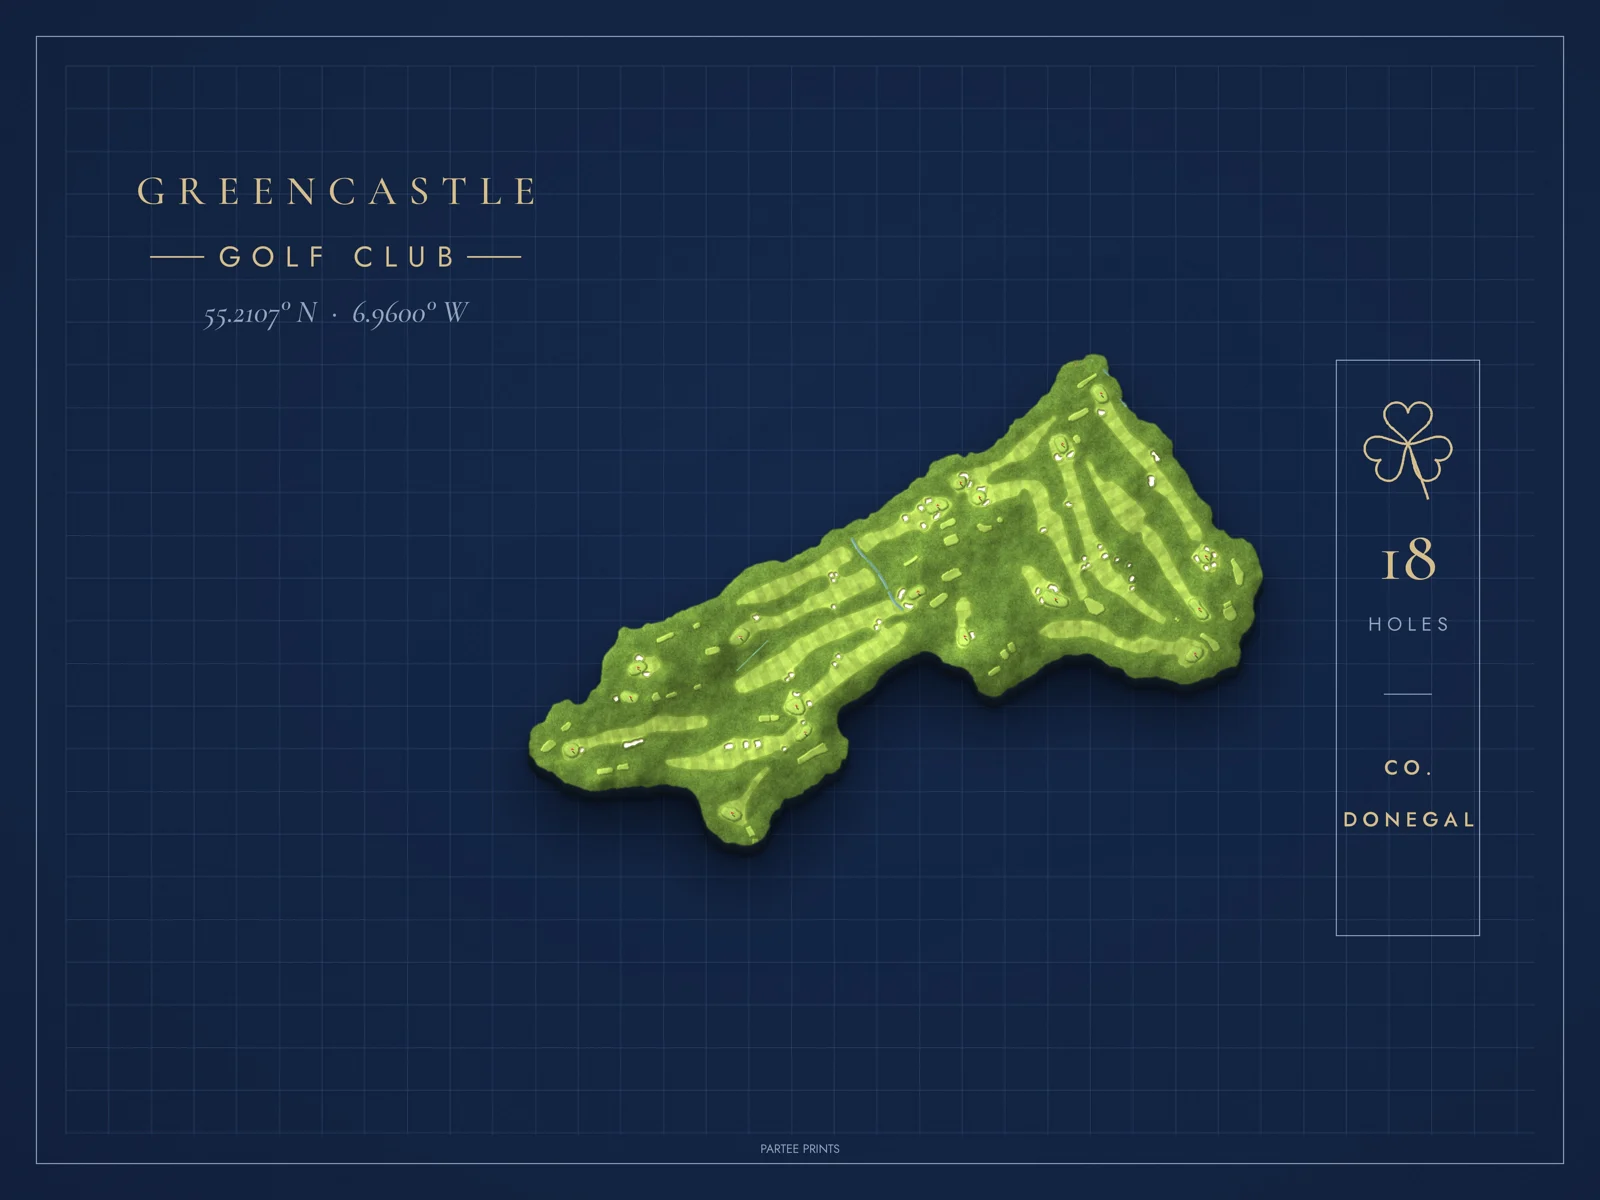 GREENCASTLE
GOLF CLUB
55.2107° N · 6.9600° W
18
HOLES
CO.
DONEGAL
PARTEE PRINTS